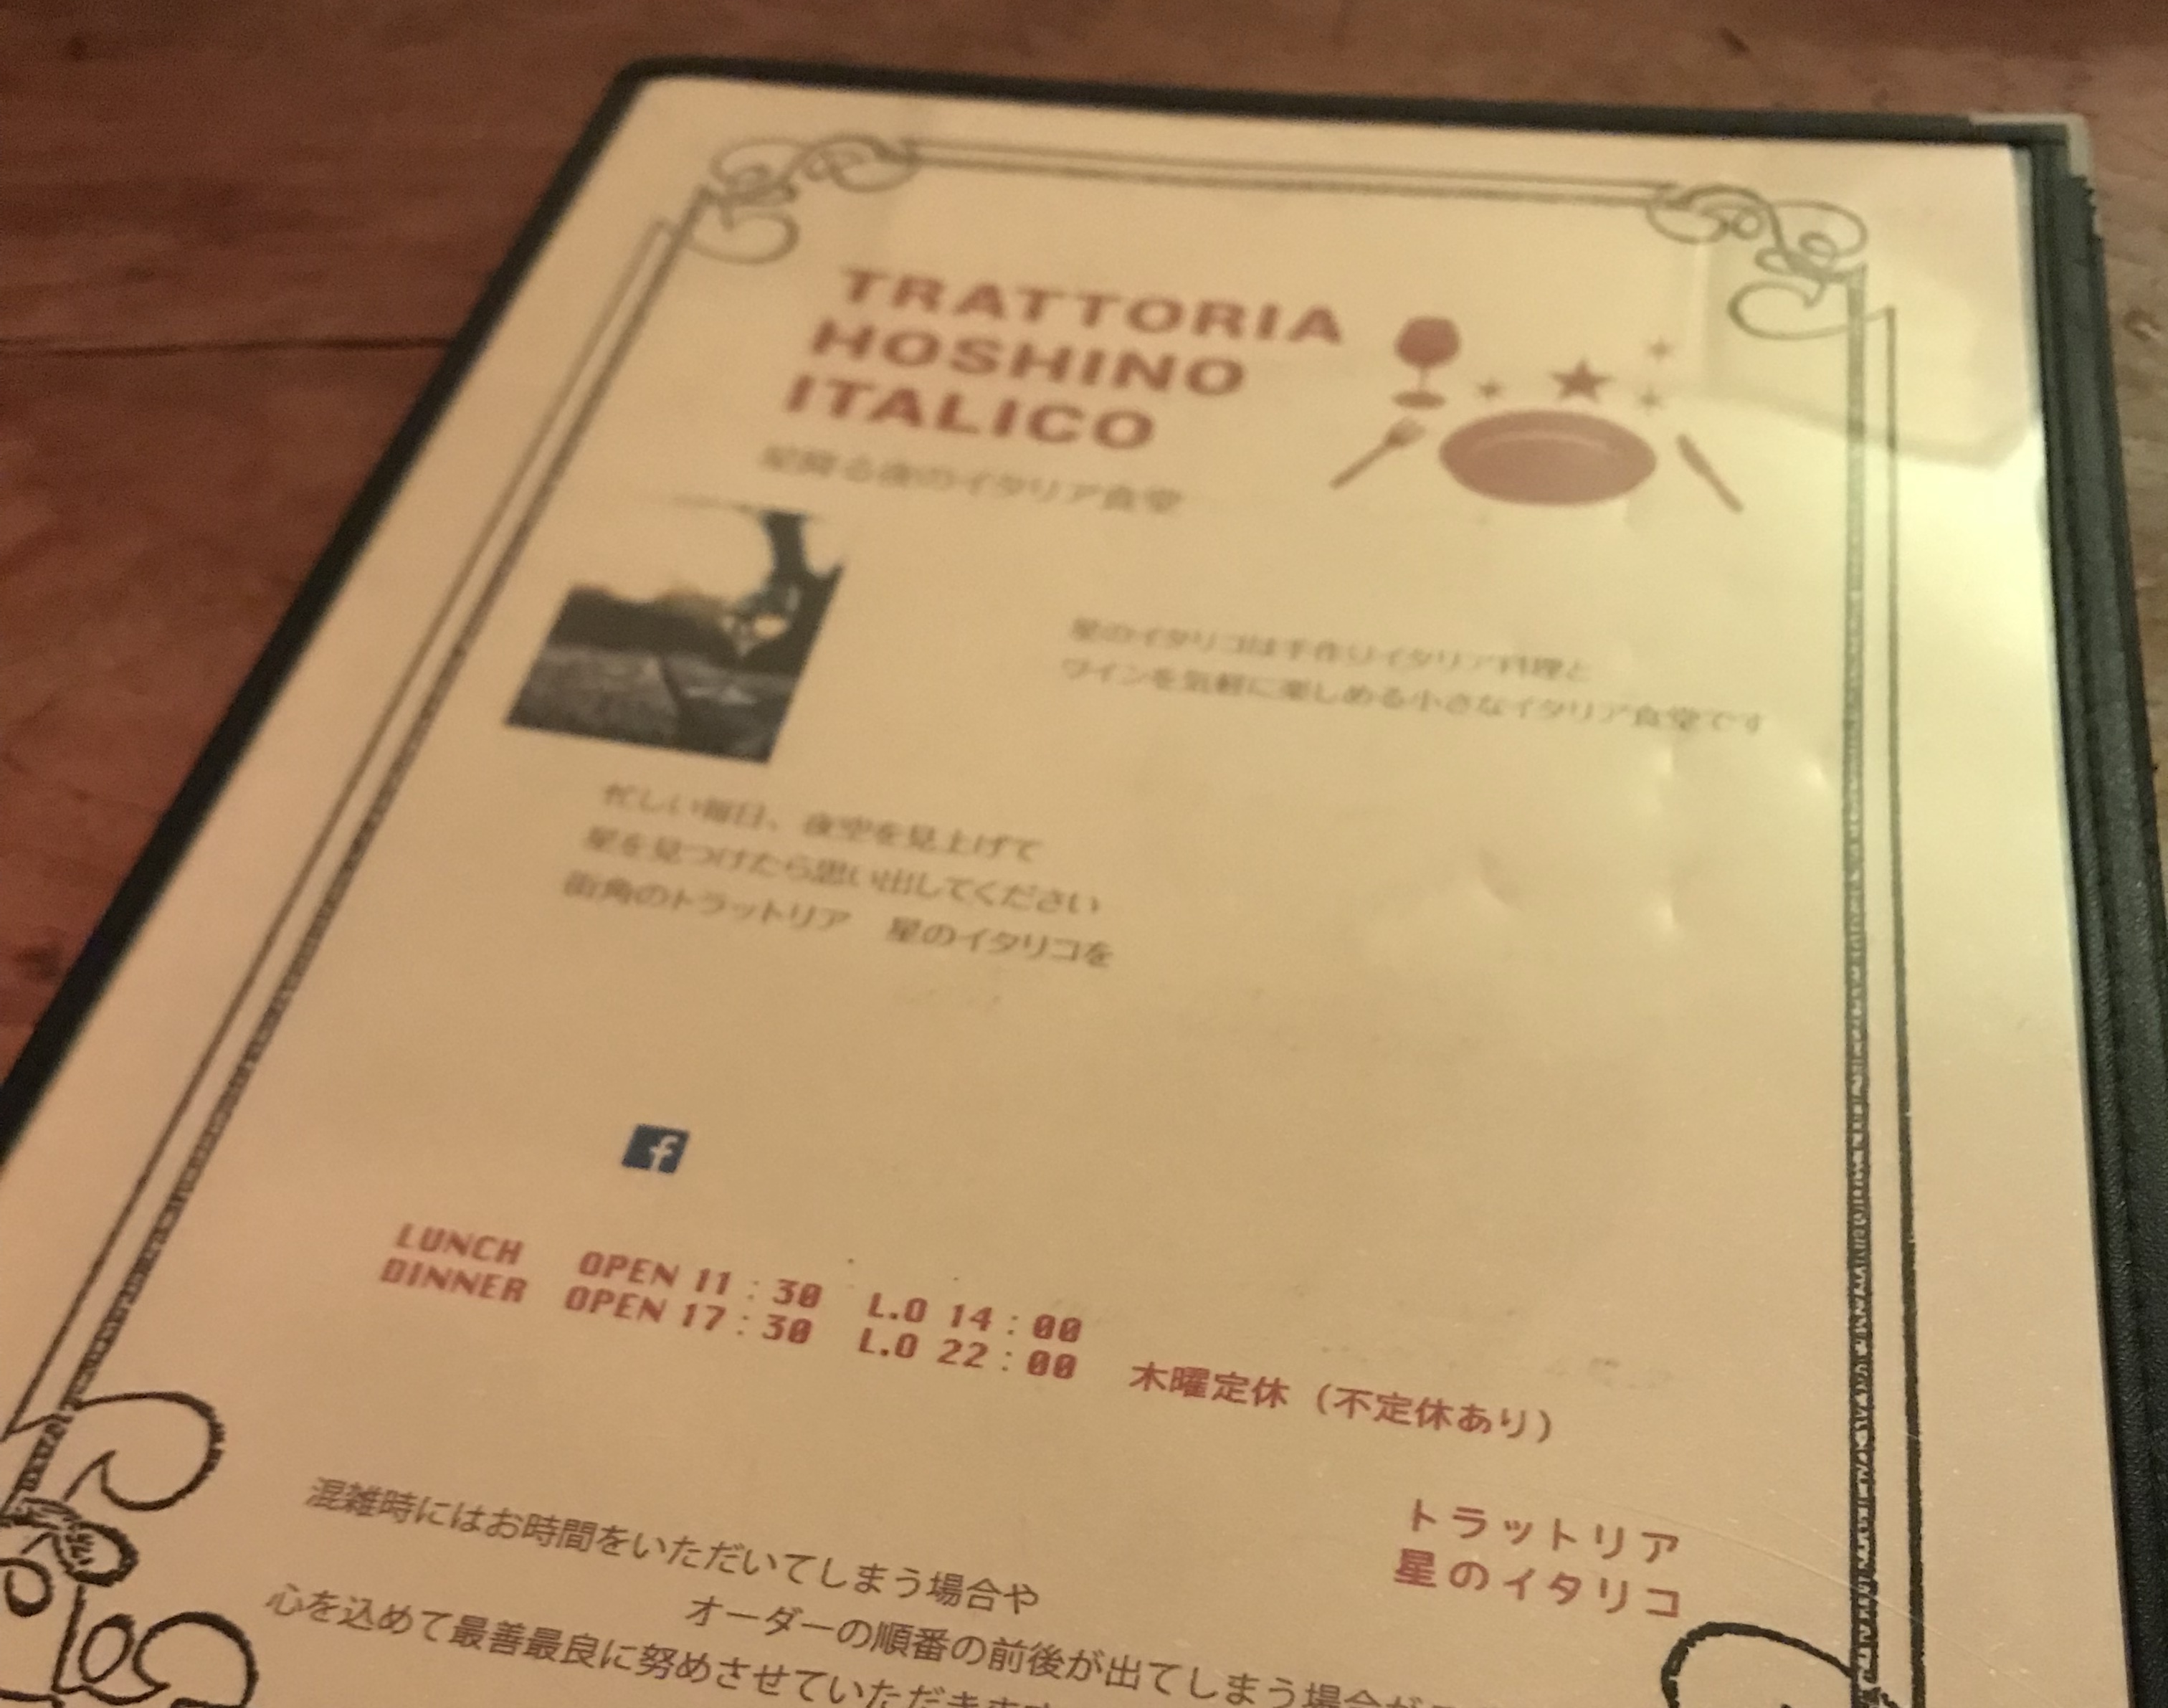 TRATTORIA
HOSHINO
ITALICO
星降る夜のイタリア食堂
星のイタリコは手作りイタリア料理と
ワインを気軽に楽しめる小さなイタリア食堂です
忙しい毎日、夜空を見上げて
星を見つけたら思い出してください
街角のトラットリア　星のイタリコを
f
LUNCH OPEN 11:30 L.O 14:00
DINNER OPEN 17:30 L.O 22:00 木曜定休（不定休あり）
トラットリア
星のイタリコ
混雑時にはお時間をいただいてしまう場合や
オーダーの順番の前後が出てしまう場合が
心を込めて最善最良に努めさせていただきます